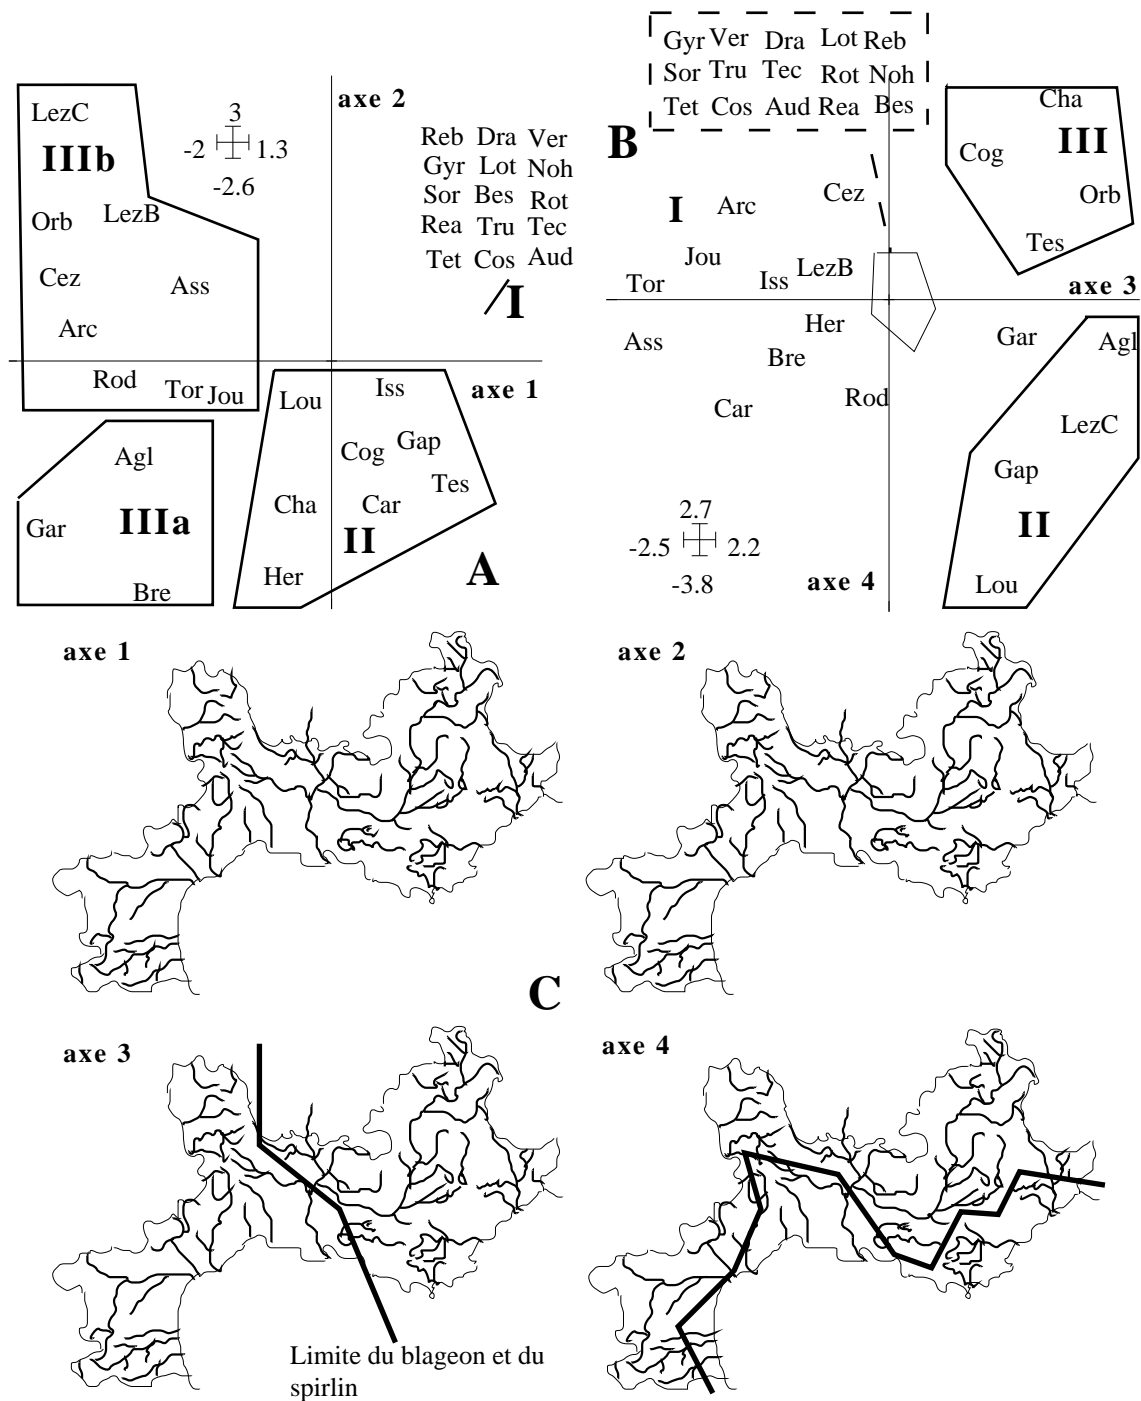 axe 2
LezC
IIIb
3
-2 1.3
-2.6
Orb LezB
Cez Ass
Arc
Rod Tor Jou
Reb Dra Ver
Gyr Lot Noh
Sor Bes Rot
Rea Tru Tec
Tet Cos Aud
I
axe 1
Agl
Gar IIIa
Bre
Lou Iss
Cog Gap
Tes
Cha Car
II
Her
A
Gyr Ver Dra Lot Reb
Sor Tru Tec Rot Noh
Tet Cos Aud Rea Bes
B
Cha
Cog III
Orb
Tes
Cez
I Arc
Jou
Tor Iss LezB
axe 3
Her
Ass Bre
Car Rod
Gar Agl
LezC
Gap
II
Lou
2.7
-2.5 2.2
-3.8
axe 4
axe 1
axe 2
C
axe 3
axe 4
Limite du blageon et du
spirlin